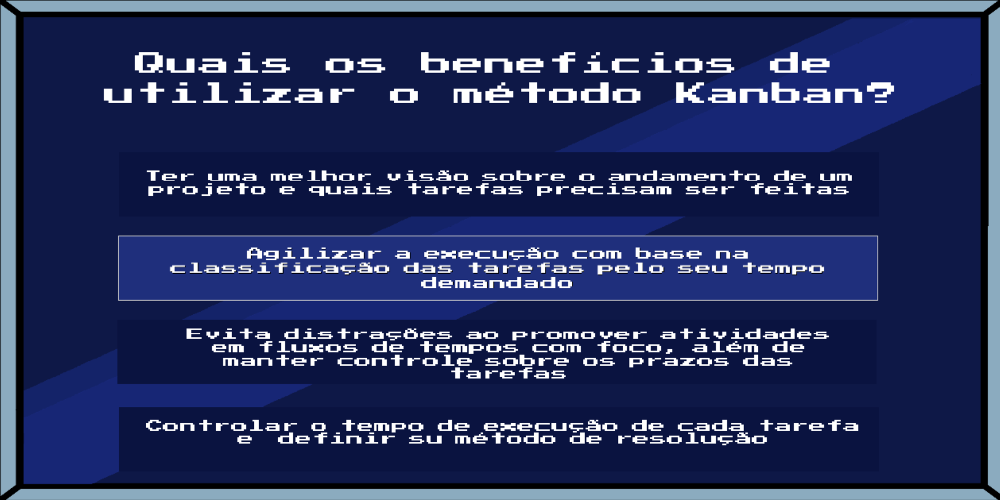 Quais os benefícios de
utilizar o método Kanban?
Ter uma melhor visão sobre o andamento de um
projeto e quais tarefas precisam ser feitas
Agilizar a execução com base na
classificação das tarefas pelo seu tempo
demandado
Evita distrações ao promover atividades
em fluxos de tempos com foco, além de
manter controle sobre os prazos das
tarefas
Controlar o tempo de execução de cada tarefa
e definir su método de resolução